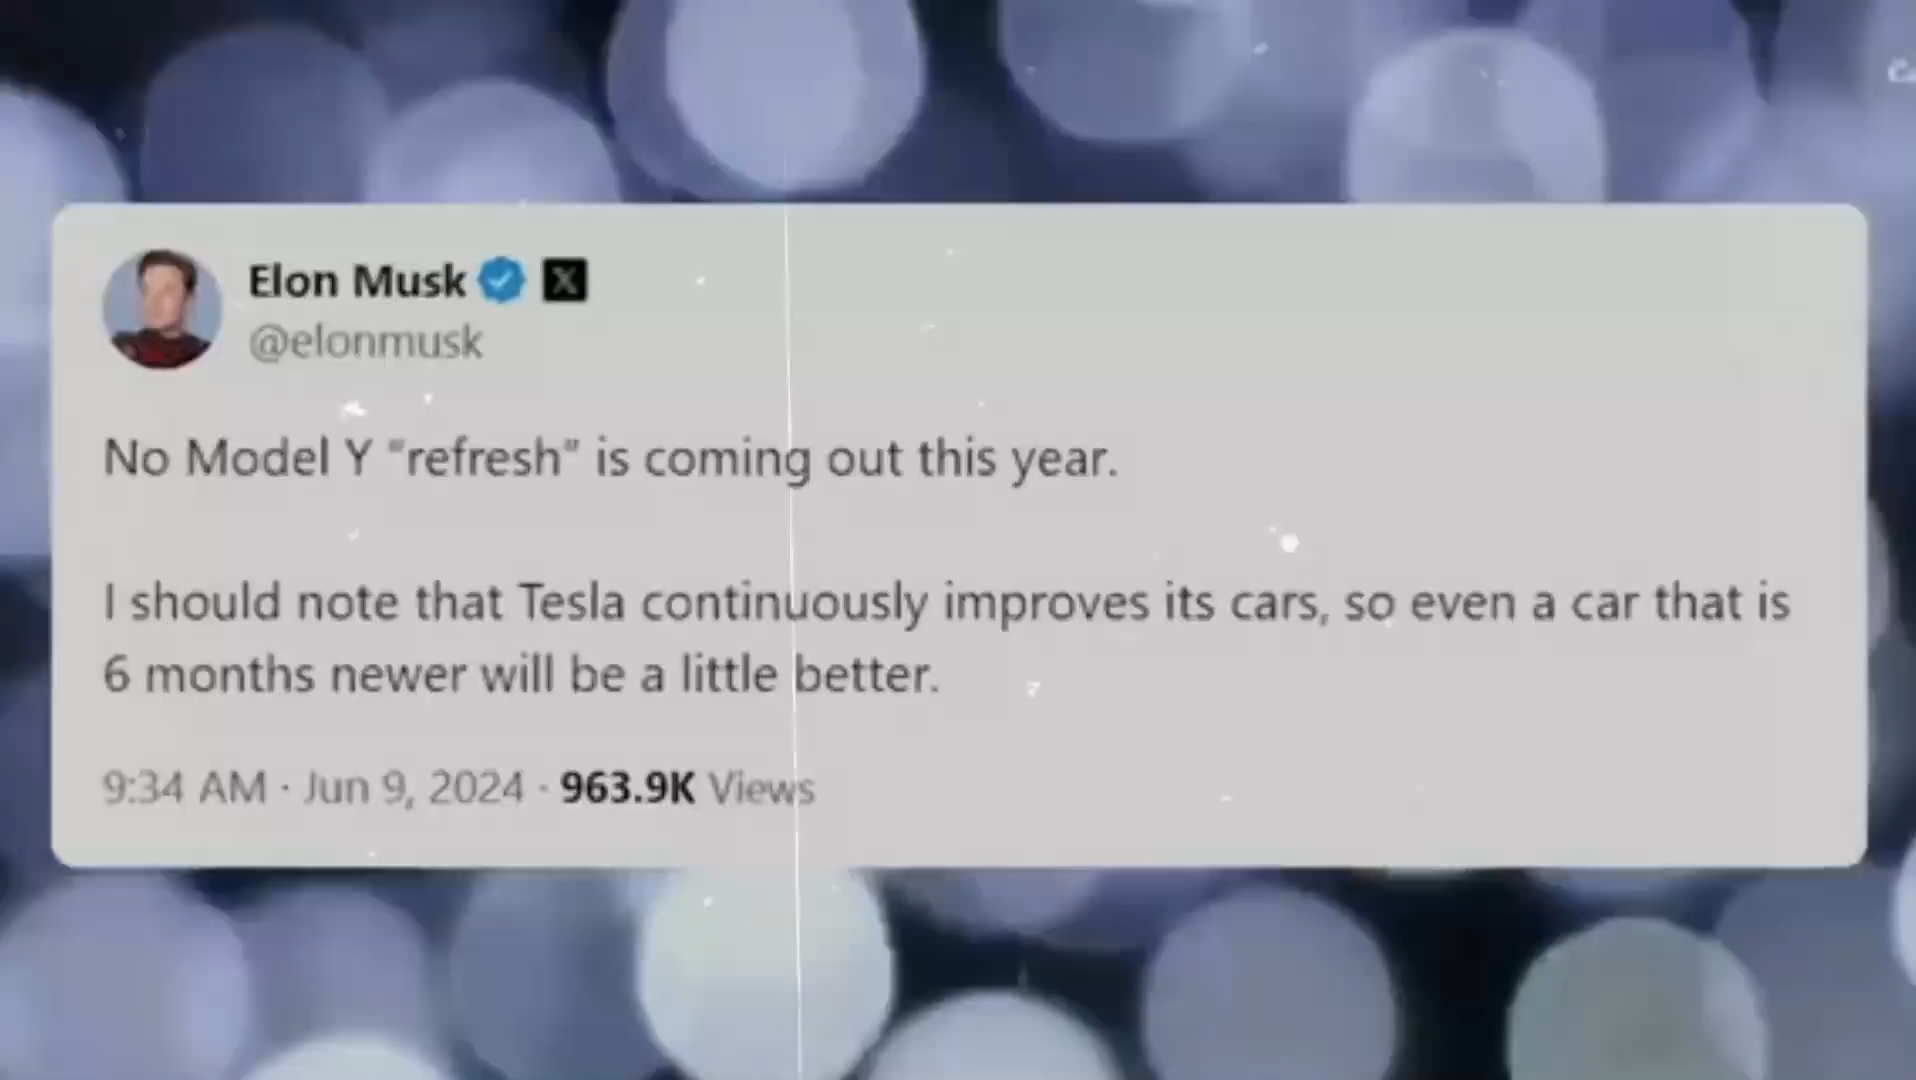 Elon Musk
@elonmusk
No Model Y “refresh” is coming out this year.
I should note that Tesla continuously improves its cars, so even a car that is
6 months newer will be a little better.
9:34 AM · Jun 9, 2024 · 963.9K Views